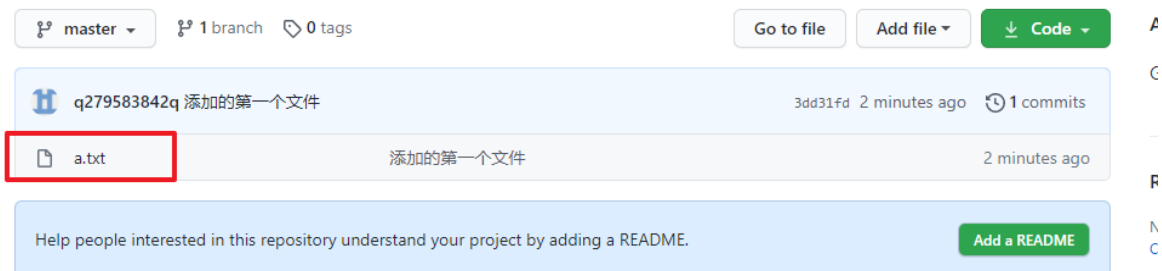 master 1 branch 0 tags Go to file Add file Code
q279583842q 添加的第一个文件 3dd31fd 2 minutes ago 1 commits
a.txt 添加的第一个文件 2 minutes ago
Help people interested in this repository understand your project by adding a README. Add a README